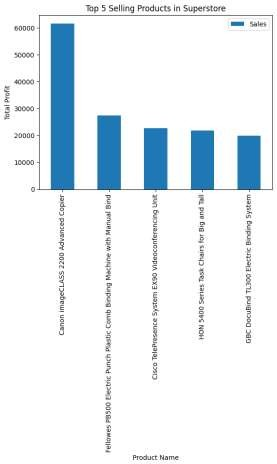 Top 5 Selling Products in Superstore
Sales
Total Profit
60000
50000
40000
30000
20000
10000
0
Canon imageCLASS 2200 Advanced Copier
Fellowes PB500 Electric Punch Plastic Comb Binding Machine with Manual Bind
Cisco TelePresence System EX90 Videoconferencing Unit
HON 5400 Series Task Chairs for Big and Tall
GBC DocuBind TL300 Electric Binding System
Product Name